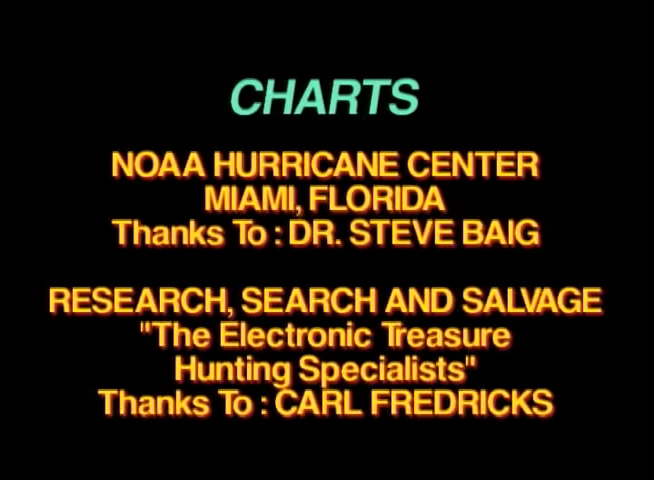 CHARTS
NOAA HURRICANE CENTER
MIAMI, FLORIDA
Thanks To : DR. STEVE BAIG
RESEARCH, SEARCH AND SALVAGE
"The Electronic Treasure
Hunting Specialists"
Thanks To : CARL FREDRICKS